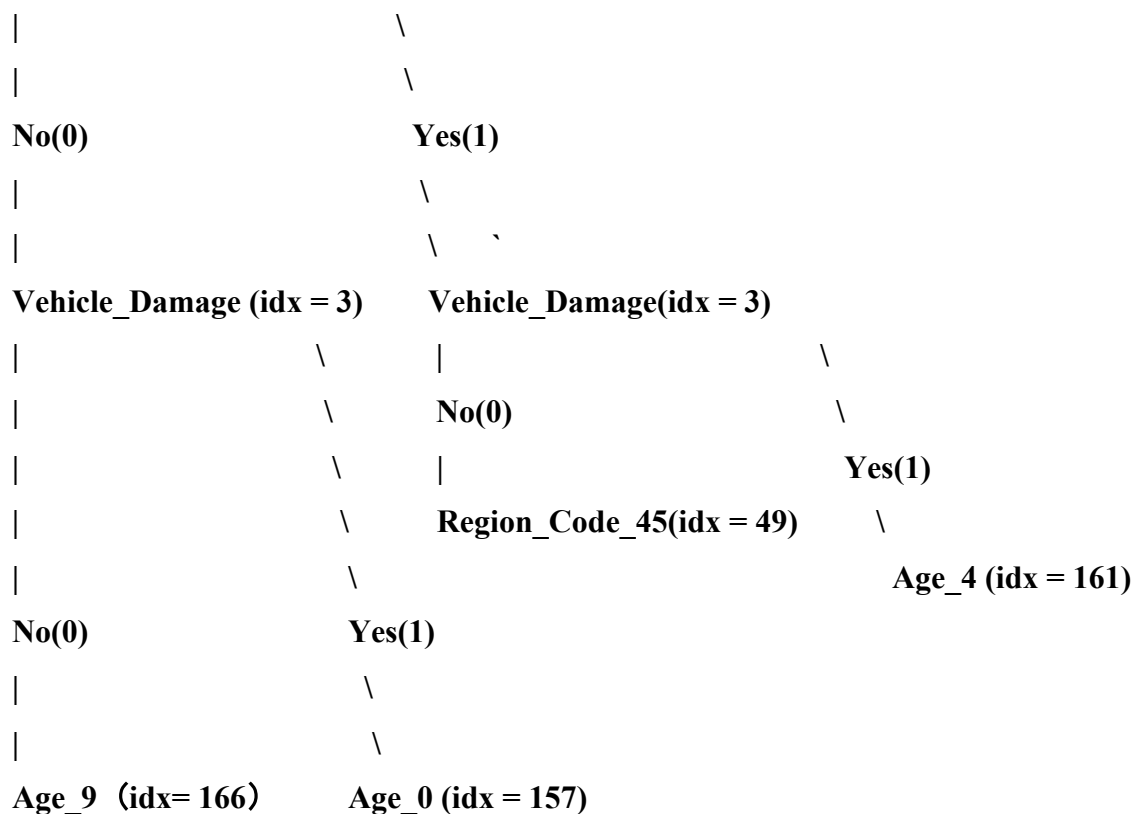 | \
| \
No(0) Yes(1)
| \
| \ `
Vehicle_Damage (idx = 3) Vehicle_Damage(idx = 3)
| \ | \
| \ No(0) \
| \ | Yes(1)
| \ Region_Code_45(idx = 49) \
| \ Age_4 (idx = 161)
No(0) Yes(1)
| \
| \
Age_9（idx= 166） Age_0 (idx = 157)